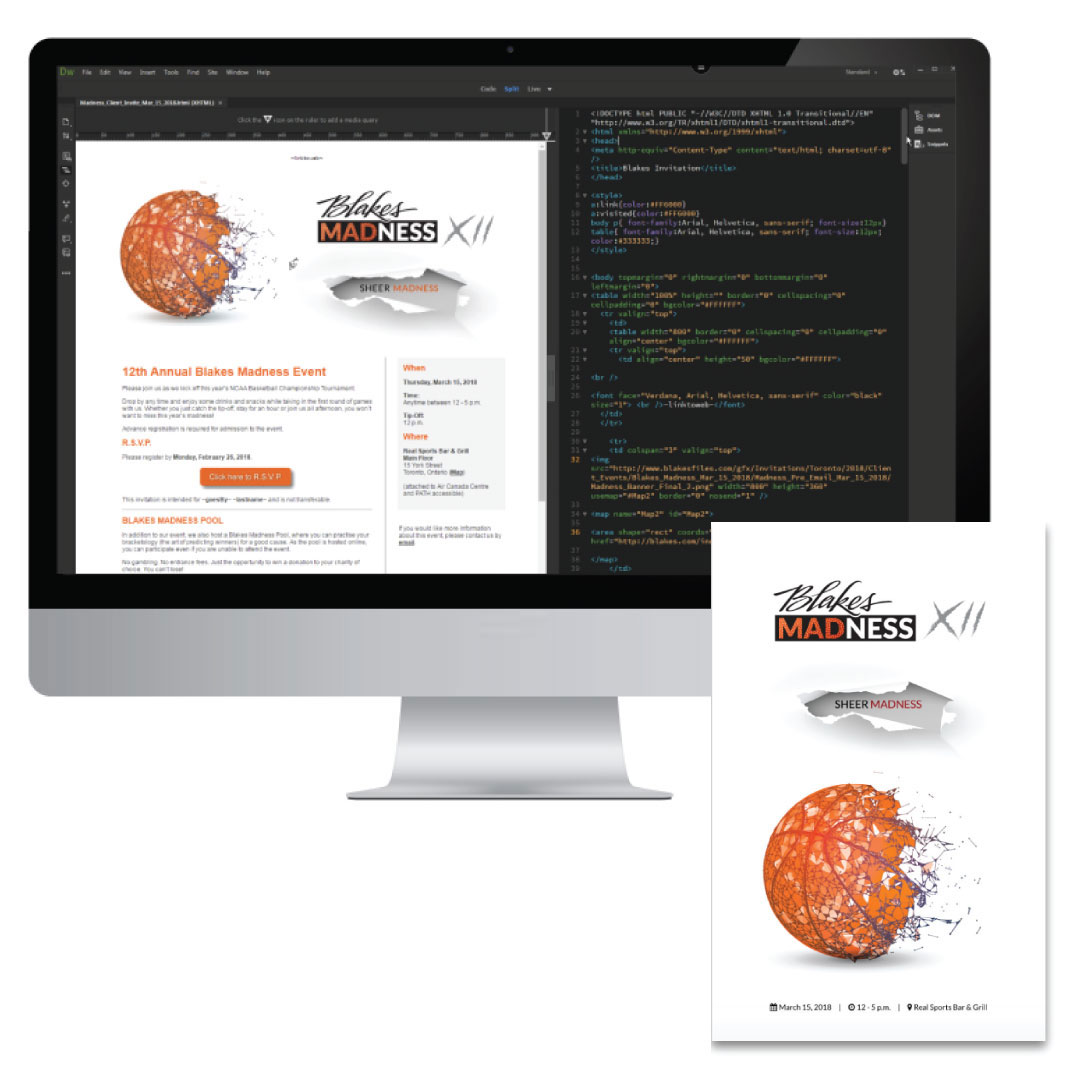 Dw File Edit View Insert Tools Find Site Window Help
Standard
Code Split Live
Madness_Client_Invite_Mar_15_2018.html (XHTML) ×
Click the icon on the ruler to add a media query
~linktoweb~
Blakes
MADNESS XII
SHEER MADNESS
12th Annual Blakes Madness Event
Please join us as we kick off this year's NCAA Basketball Championship Tournament.
Drop by any time and enjoy some drinks and snacks while taking in the first round of games
with us. Whether you just catch the tip-off, stay for an hour or join us all afternoon, you won't
want to miss this year's madness!
Advance registration is required for admission to the event.
R.S.V.P.
Please register by Monday, February 26, 2018.
Click here to R.S.V.P.
This invitation is intended for ~guestly~ ~lastname~ and is not transferable.
BLAKES MADNESS POOL
In addition to our event, we also host a Blakes Madness Pool, where you can practise your
bracketology (the art of predicting winners) for a good cause. As the pool is hosted online,
you can participate even if you are unable to attend the event.
No gambling. No entrance fees. Just the opportunity to win a donation to your charity of
choice. You can't lose!
When
Thursday, March 15, 2018
Time:
Anytime between 12 - 5 p.m.
Tip-Off:
12 p.m.
Where
Real Sports Bar & Grill
Main Floor
15 York Street
Toronto, Ontario (Map)
(attached to Air Canada Centre
and PATH accessible)
If you would like more information
about this event, please contact us by
email.
1 <!DOCTYPE html PUBLIC "-//W3C//DTD XHTML 1.0 Transitional//EN"
"http://www.w3.org/TR/xhtml1/DTD/xhtml1-transitional.dtd">
2 <html xmlns="http://www.w3.org/1999/xhtml">
3 <head>
4 <meta http-equiv="Content-Type" content="text/html; charset=utf-8"
/>
5 <title>Blakes Invitation</title>
6 </head>
7
8 <style>
9 a:link{color:#FF6600}
10 a:visited{color:#FF6600}
11 body p{ font-family:Arial, Helvetica, sans-serif; font-size:12px}
12 table{ font-family:Arial, Helvetica, sans-serif; font-size:12px;
color:#333333;}
13 </style>
14
15
16 <body topmargin="0" rightmargin="0" bottommargin="0"
leftmargin="0">
17 <table width="100%" height="" border="0" cellspacing="0"
cellpadding="0" bgcolor="#FFFFFF">
18 <tr valign="top">
19 <td>
20 <table width="800" border="0" cellspacing="0" cellpadding="0"
align="center" bgcolor="#FFFFFF">
21 <tr valign="top">
22 <td align="center" height="50" bgcolor="#FFFFFF">
23
24 <br />
25
26 <font face="Verdana, Arial, Helvetica, sans-serif" color="black"
size="1"> <br />~linktoweb~</font>
27 </td>
28 </tr>
29
30 <tr>
31 <td colspan="3" valign="top">
32 <img
src="http://www.blakesfiles.com/gfx/Invitations/Toronto/2018/Clien
t_Events/Blakes_Madness_Mar_15_2018/Madness_Pre_Email_Mar_15_2018/
Madness_Banner_Final_2.png" width="800" height="360"
usemap="#Map2" border="0" nosend="1" />
33
34 <map name="Map2" id="Map2">
35
36 <area shape="rect" coords="
href="http://blakes.com/in
37
38 </map>
39 </td>
DOM
Assets
Snippets
Blakes
MADNESS XII
SHEER MADNESS
March 15, 2018 | 12 - 5 p.m. | Real Sports Bar & Grill